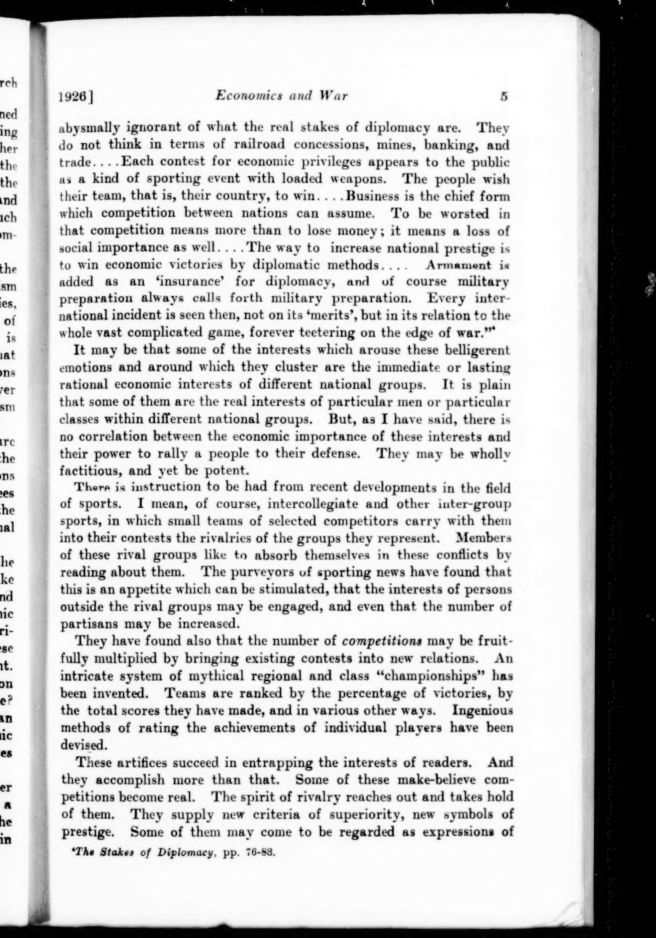 1926] Economics and War 5
abysmally ignorant of what the real stakes of diplomacy are. They
do not think in terms of railroad concessions, mines, banking, and
trade....Each contest for economic privileges appears to the public
as a kind of sporting event with loaded weapons. The people wish
their team, that is, their country, to win....Business is the chief form
which competition between nations can assume. To be worsted in
that competition means more than to lose money; it means a loss of
social importance as well....The way to increase national prestige is
to win economic victories by diplomatic methods.... Armament is
added as an ‘insurance’ for diplomacy, and of course military
preparation always calls forth military preparation. Every inter-
national incident is seen then, not on its ‘merits’, but in its relation to the
whole vast complicated game, forever teetering on the edge of war.”⁴
It may be that some of the interests which arouse these belligerent
emotions and around which they cluster are the immediate or lasting
rational economic interests of different national groups. It is plain
that some of them are the real interests of particular men or particular
classes within different national groups. But, as I have said, there is
no correlation between the economic importance of these interests and
their power to rally a people to their defense. They may be wholly
factitious, and yet be potent.
There is instruction to be had from recent developments in the field
of sports. I mean, of course, intercollegiate and other inter-group
sports, in which small teams of selected competitors carry with them
into their contests the rivalries of the groups they represent. Members
of these rival groups like to absorb themselves in these conflicts by
reading about them. The purveyors of sporting news have found that
this is an appetite which can be stimulated, that the interests of persons
outside the rival groups may be engaged, and even that the number of
partisans may be increased.
They have found also that the number of competitions may be fruit-
fully multiplied by bringing existing contests into new relations. An
intricate system of mythical regional and class “championships” has
been invented. Teams are ranked by the percentage of victories, by
the total scores they have made, and in various other ways. Ingenious
methods of rating the achievements of individual players have been
devised.
These artifices succeed in entrapping the interests of readers. And
they accomplish more than that. Some of these make-believe com-
petitions become real. The spirit of rivalry reaches out and takes hold
of them. They supply new criteria of superiority, new symbols of
prestige. Some of them may come to be regarded as expressions of
⁴The Stakes of Diplomacy, pp. 76-83.